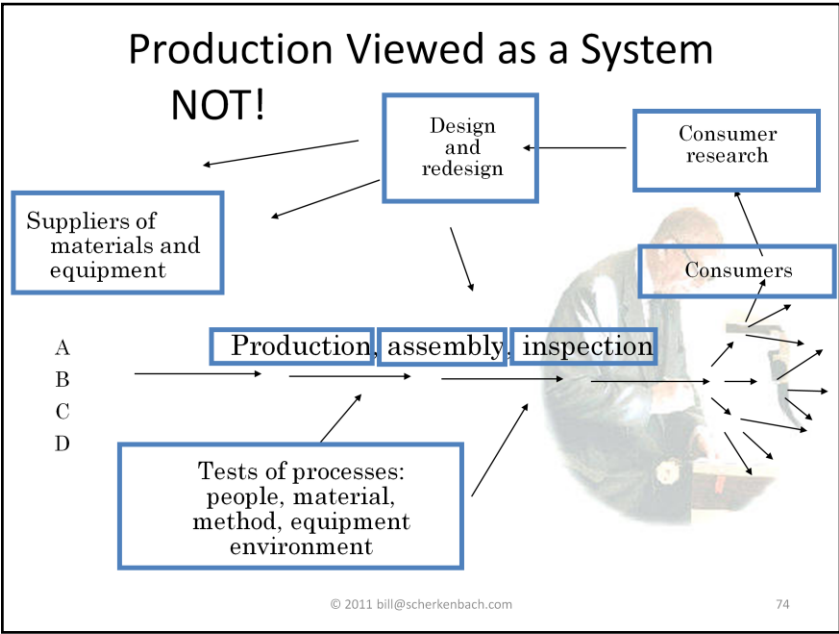 Production Viewed as a System
NOT!
Design
and
redesign
Consumer
research
Suppliers of
materials and
equipment
Consumers
A
B
C
D
Production, assembly, inspection
Tests of processes:
people, material,
method, equipment
environment
© 2011 bill@scherkenbach.com
74